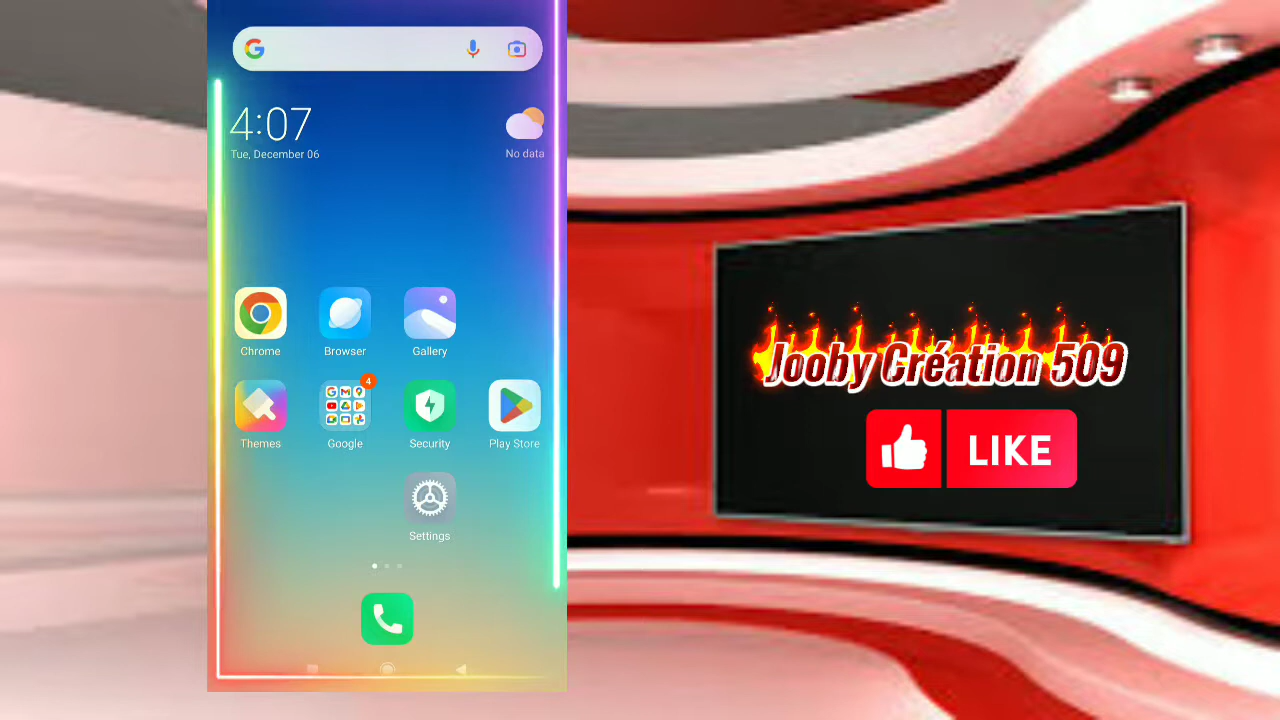 4:07
Tue, December 06
No data
Chrome
Browser
Gallery
4
Themes
Google
Security
Play Store
Settings
Jooby Création 509
LIKE